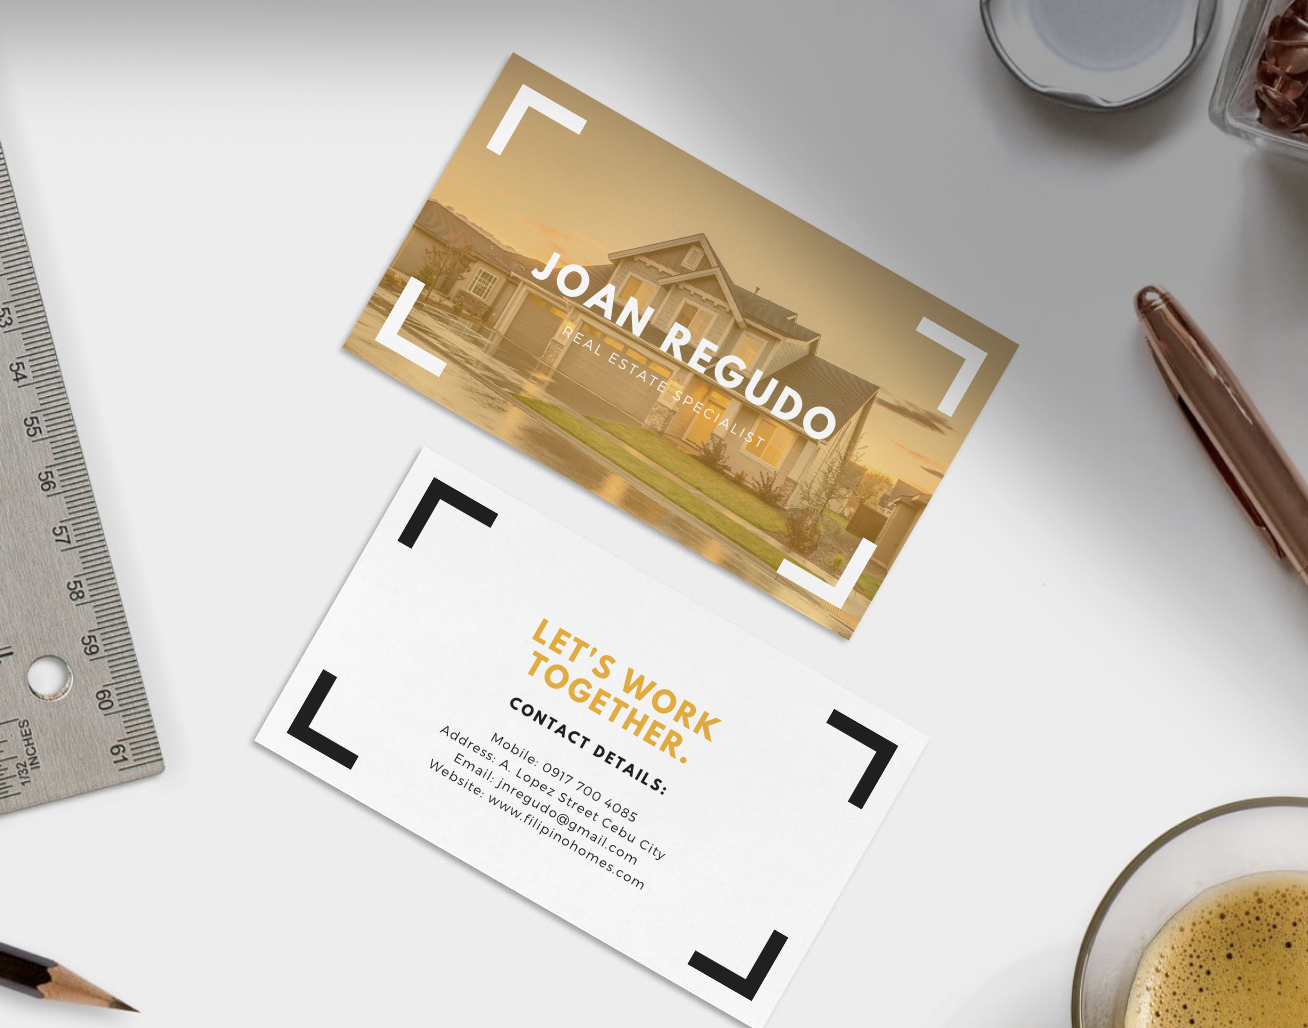 JOAN REGUDO
REAL ESTATE SPECIALIST
LET'S WORK
TOGETHER.
CONTACT DETAILS:
Mobile: 0917 700 4085
Address: A. Lopez Street Cebu City
Email: jnregudo@gmail.com
Website: www.filipinohomes.com
53
54
55
56
57
58
59
60
61
1/32
INCHES